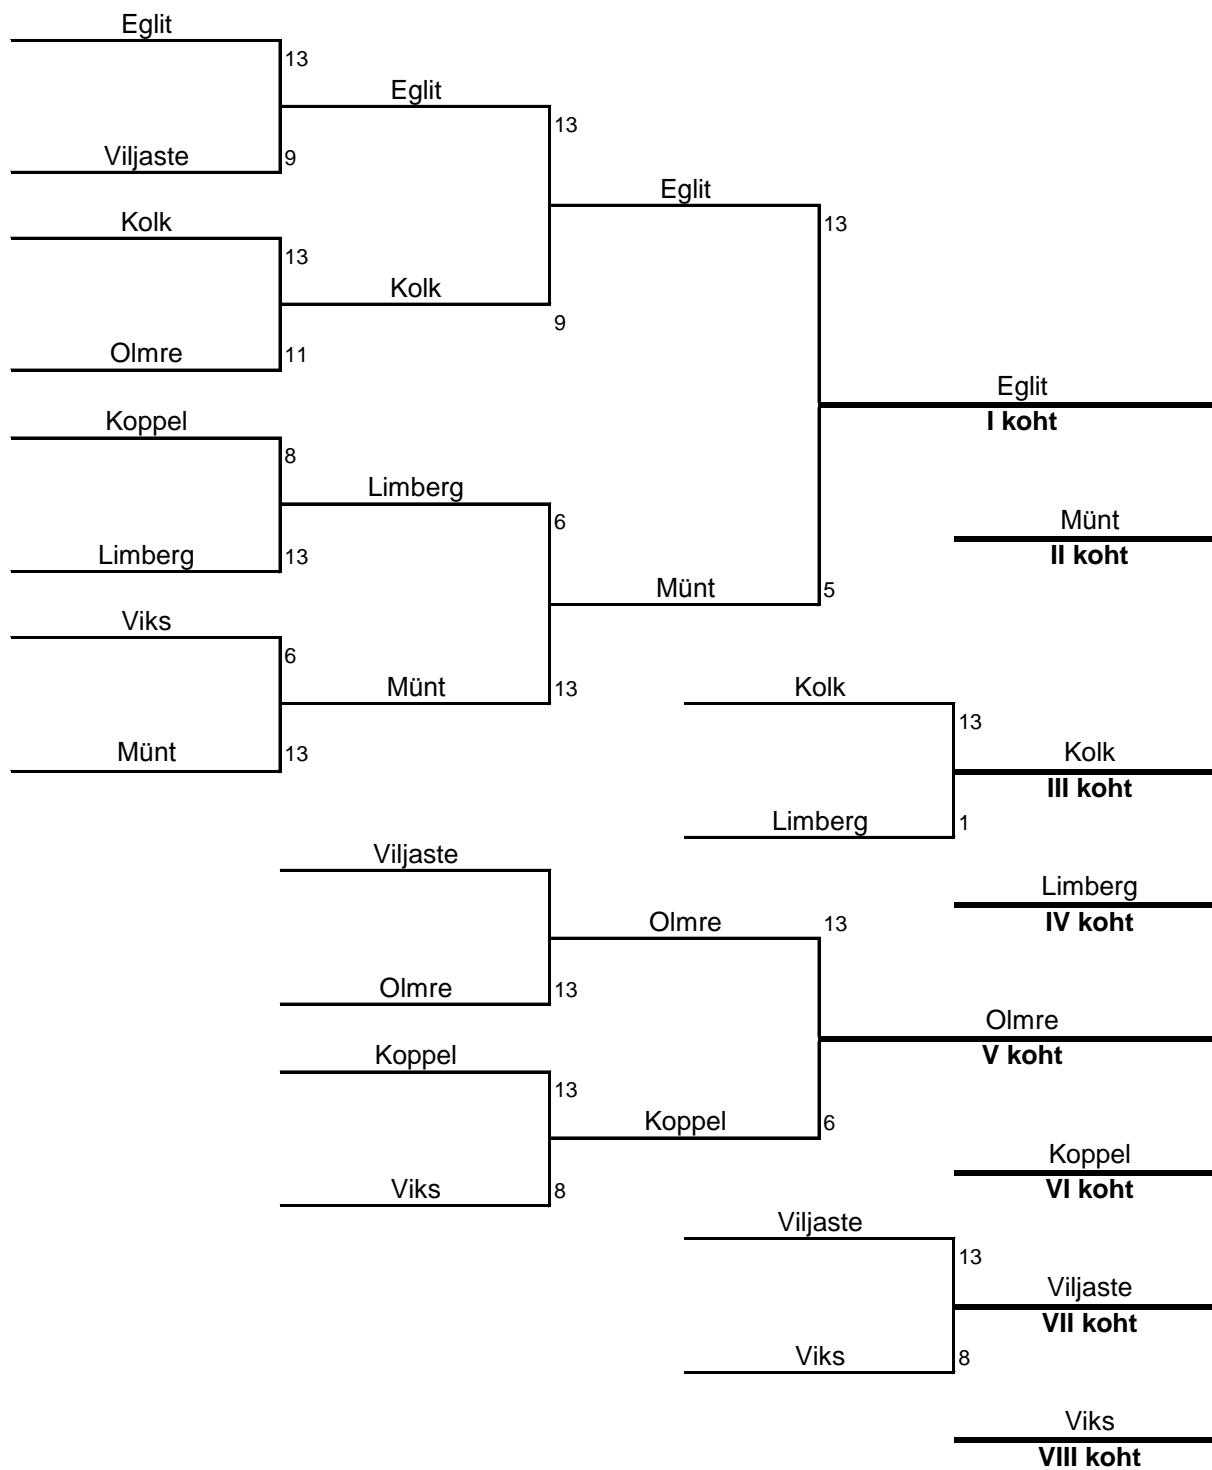 Eglit
13
Eglit
13
Viljaste
9
Eglit
13
Kolk
13
Kolk
9
Olmre
11
Eglit
I koht
Koppel
8
Limberg
6
Münt
II koht
Limberg
13
Münt
5
Viks
6
Münt
13
Kolk
13
Münt
13
Kolk
III koht
Limberg
1
Viljaste
Limberg
IV koht
Olmre
13
Olmre
13
Olmre
V koht
Koppel
13
Koppel
6
Koppel
VI koht
Viks
8
Viljaste
13
Viljaste
VII koht
Viks
8
Viks
VIII koht